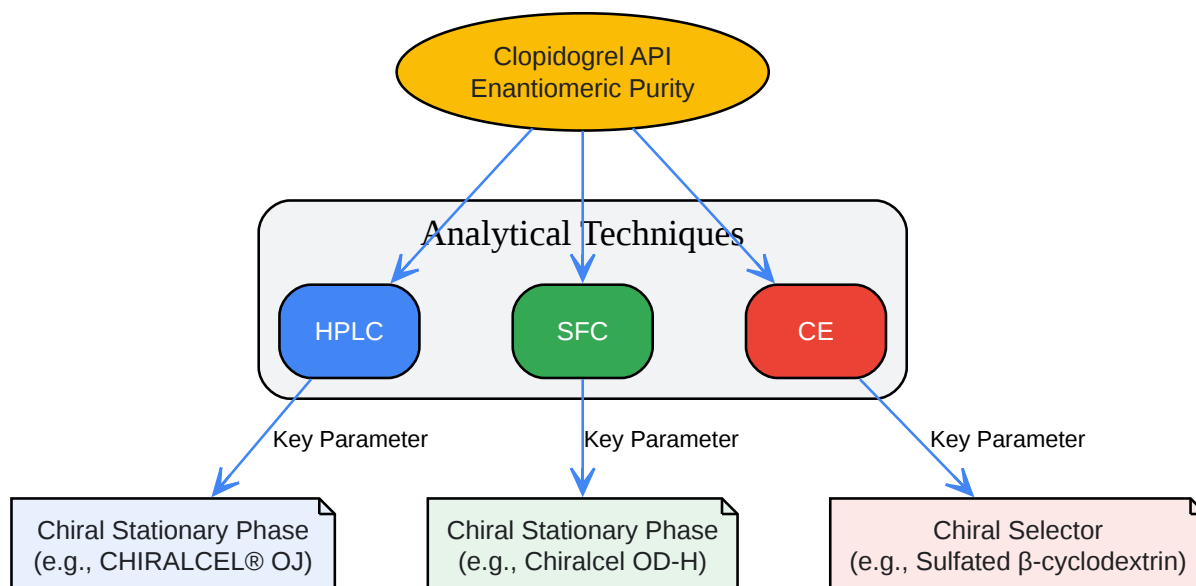 Clopidogrel API
Enantiomeric Purity
Analytical Techniques
HPLC
SFC
CE
Key Parameter
Key Parameter
Key Parameter
Chiral Stationary Phase
(e.g., CHIRALCEL® OJ)
Chiral Stationary Phase
(e.g., Chiralcel OD-H)
Chiral Selector
(e.g., Sulfated β-cyclodextrin)